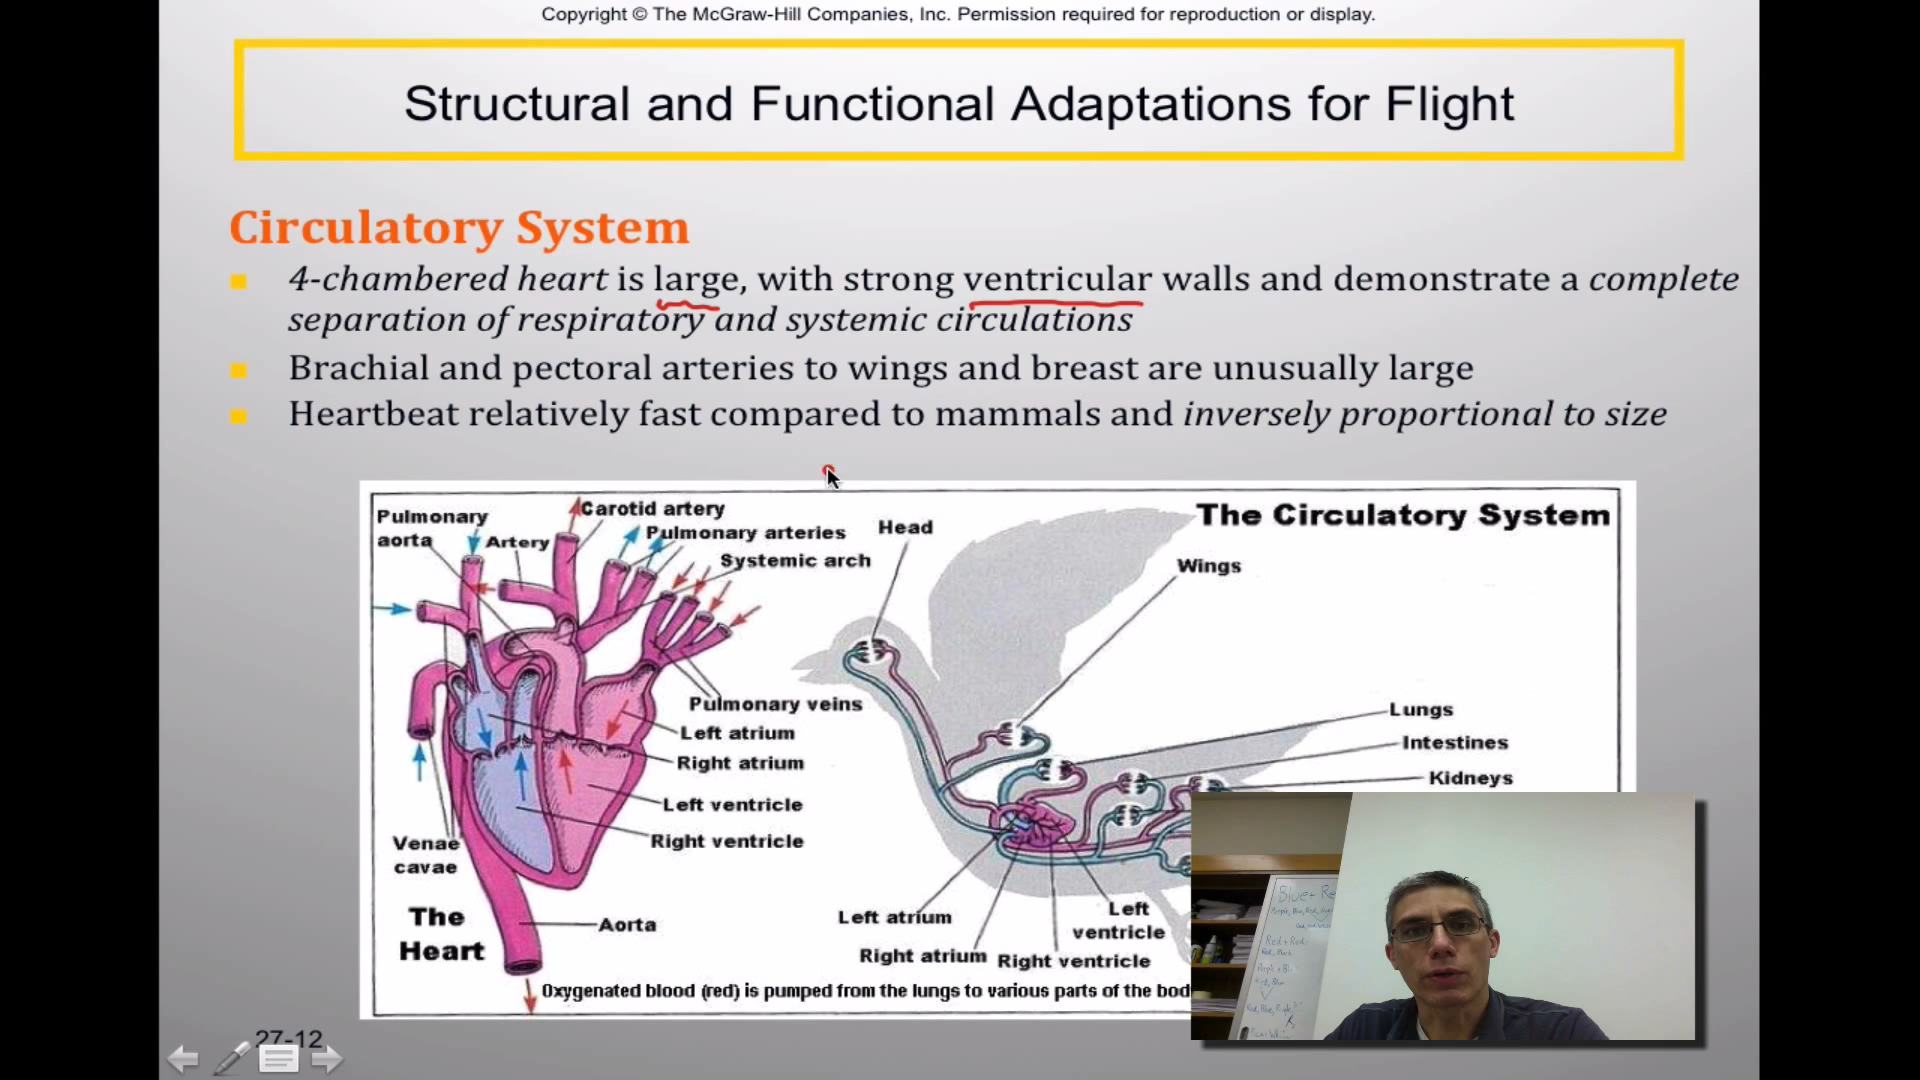 Copyright © The McGraw-Hill Companies, Inc. Permission required for reproduction or display.
Structural and Functional Adaptations for Flight
Circulatory System
4-chambered heart is large, with strong ventricular walls and demonstrate a complete
separation of respiratory and systemic circulations
Brachial and pectoral arteries to wings and breast are unusually large
Heartbeat relatively fast compared to mammals and inversely proportional to size
The Circulatory System
Pulmonary
aorta
Artery
Carotid artery
Pulmonary arteries
Systemic arch
Pulmonary veins
Left atrium
Right atrium
Left ventricle
Right ventricle
Venae
cavae
Aorta
The
Heart
Head
Wings
Lungs
Intestines
Kidneys
Left atrium
Right atrium
Right ventricle
Left
ventricle
Oxygenated blood (red) is pumped from the lungs to various parts of the bod
Blue+ Re
Red+Red
27-12